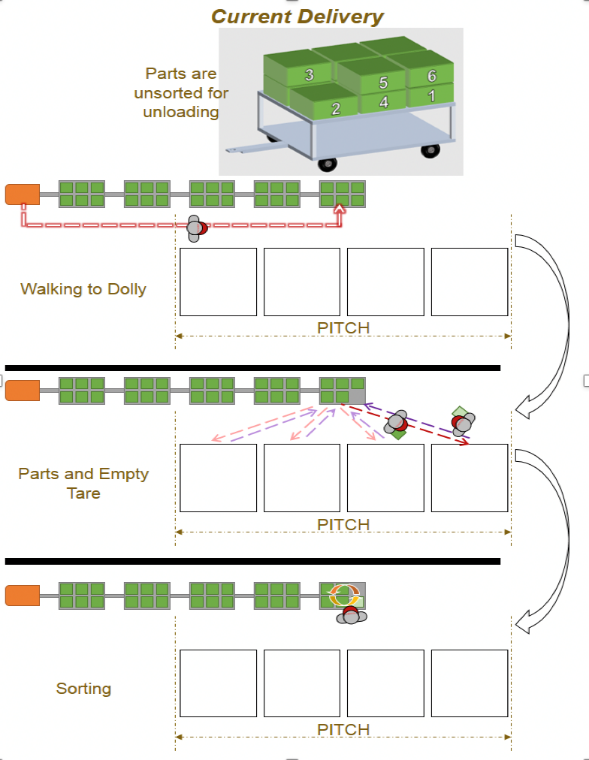 Current Delivery
Parts are
unsorted for
unloading
3
5
6
2
4
1
Walking to Dolly
PITCH
Parts and Empty
Tare
PITCH
Sorting
PITCH